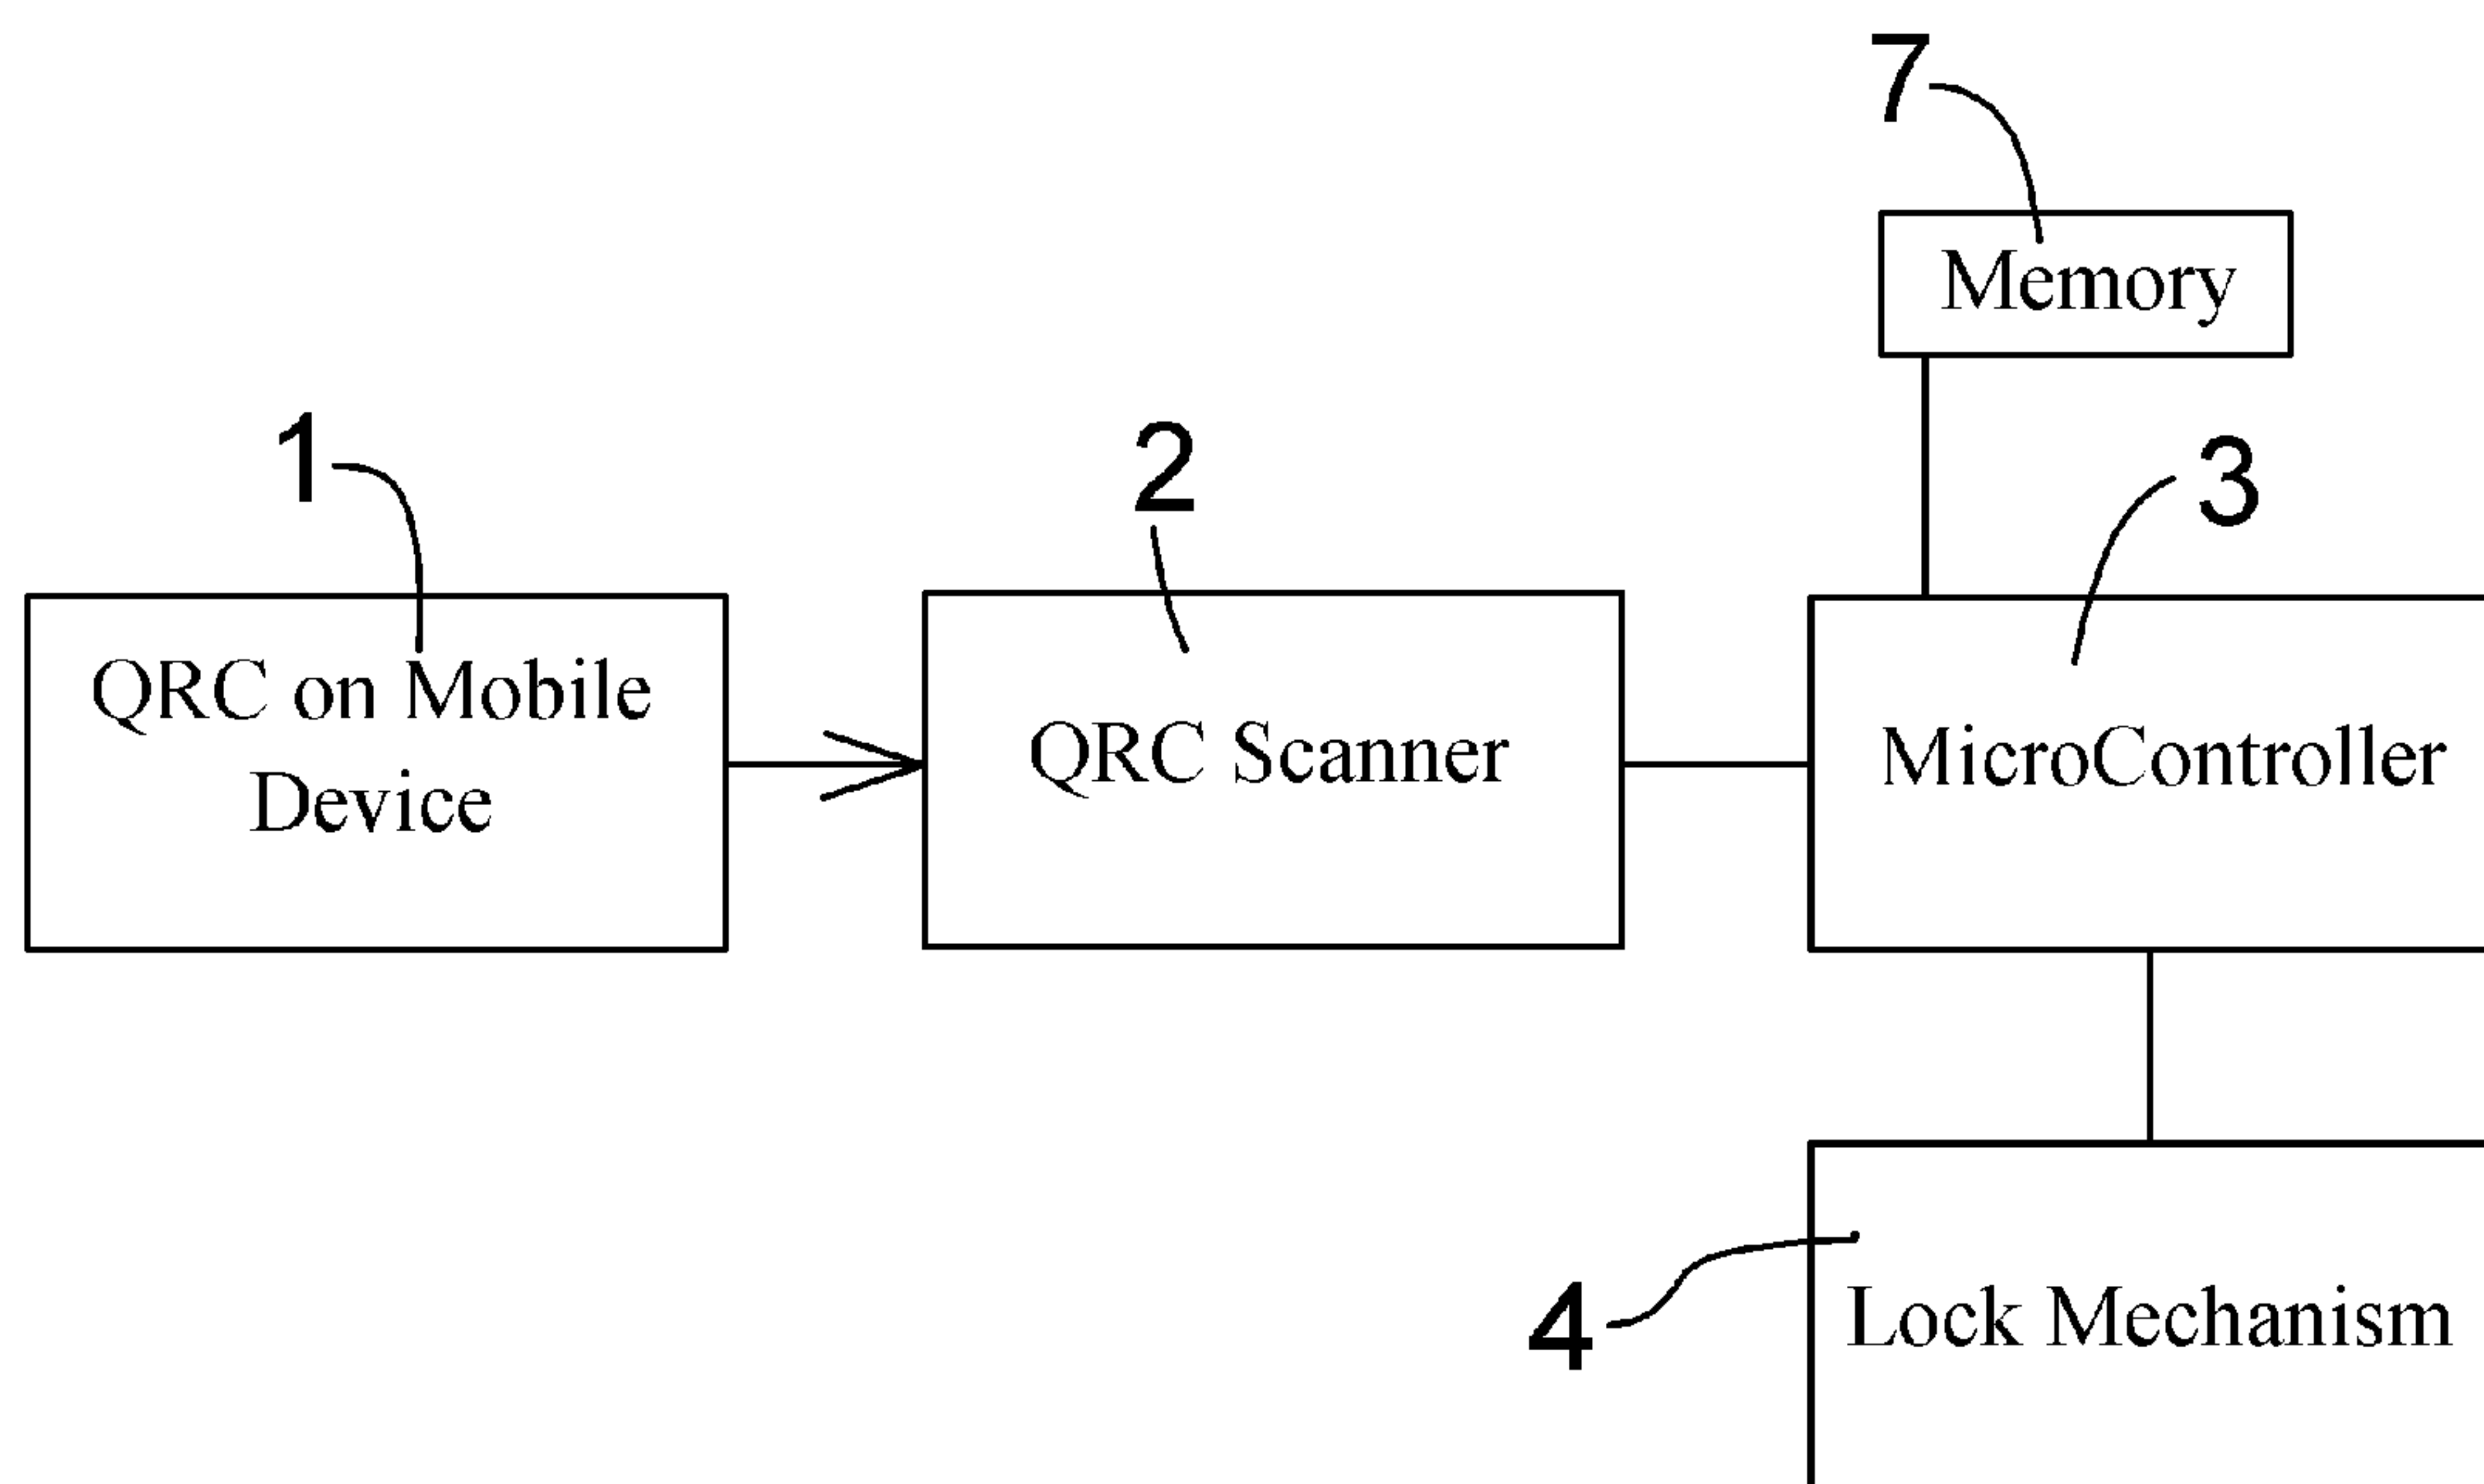 7
Memory
1
2
3
QRC on Mobile
Device
QRC Scanner
MicroController
4
Lock Mechanism